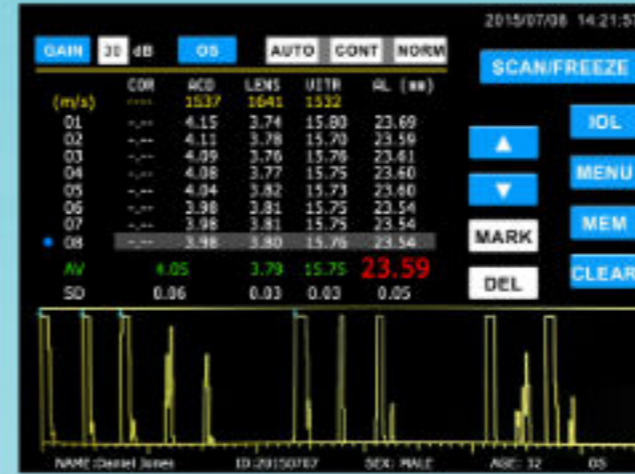 2015/07/08 14:21:57
GAIN 30 dB OS AUTO CONT NORM
SCAN/FREEZE
COR ACD LENS VITR AL (mm)
(m/s) ---- 1537 1641 1532
01 -.-- 4.15 3.74 15.80 23.69
02 -.-- 4.11 3.78 15.70 23.59
03 -.-- 4.09 3.76 15.76 23.61
04 -.-- 4.08 3.77 15.75 23.60
05 -.-- 4.04 3.82 15.73 23.60
06 -.-- 3.98 3.81 15.75 23.54
07 -.-- 3.98 3.81 15.75 23.54
08 -.-- 3.98 3.80 15.76 23.54
AV 4.05 3.79 15.75 23.59
SD 0.06 0.03 0.03 0.05
IOL
MENU
MARK
MEM
DEL
CLEAR
NAME:Daniel Jones ID:20150707 SEX: MALE AGE: 32 OS